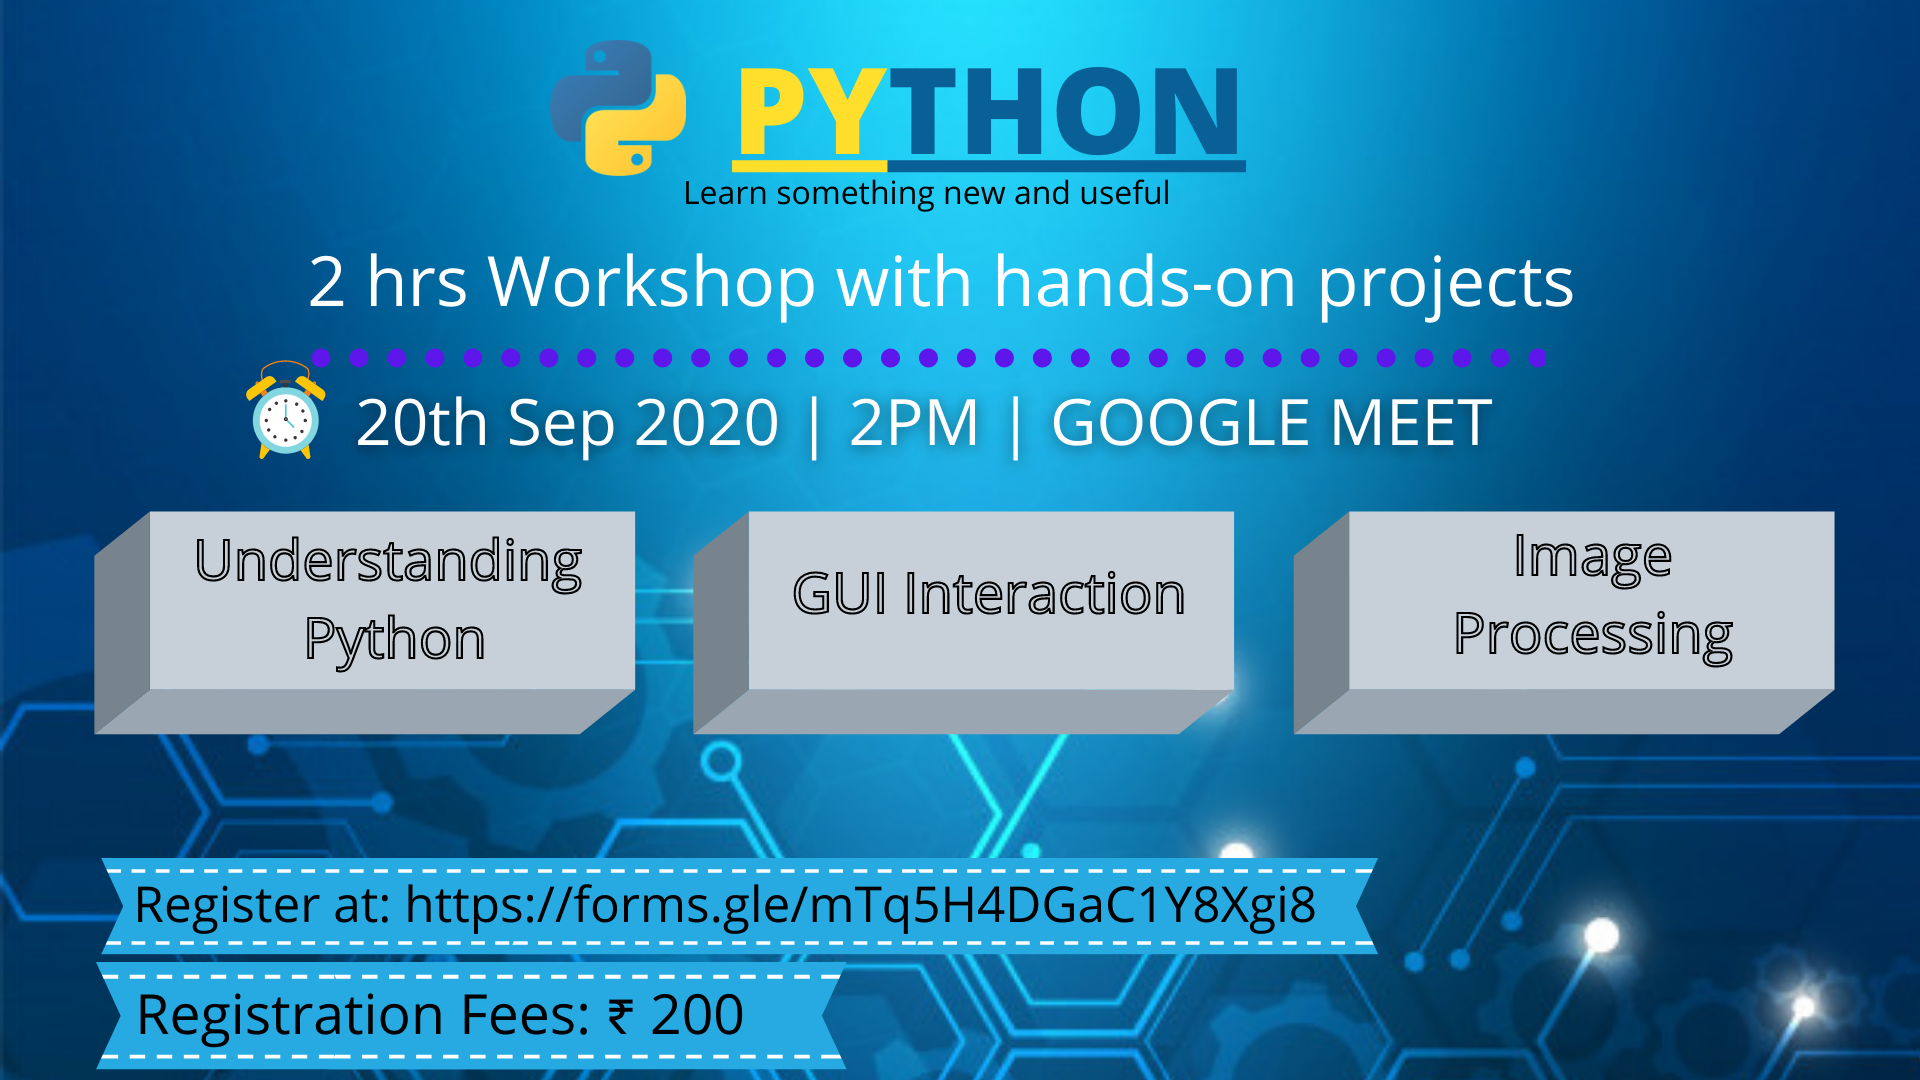 PYTHON
Learn something new and useful
2 hrs Workshop with hands-on projects
20th Sep 2020 | 2PM | GOOGLE MEET
Understanding
Python
GUI Interaction
Image
Processing
Register at: https://forms.gle/mTq5H4DGaC1Y8Xgi8
Registration Fees: ₹ 200